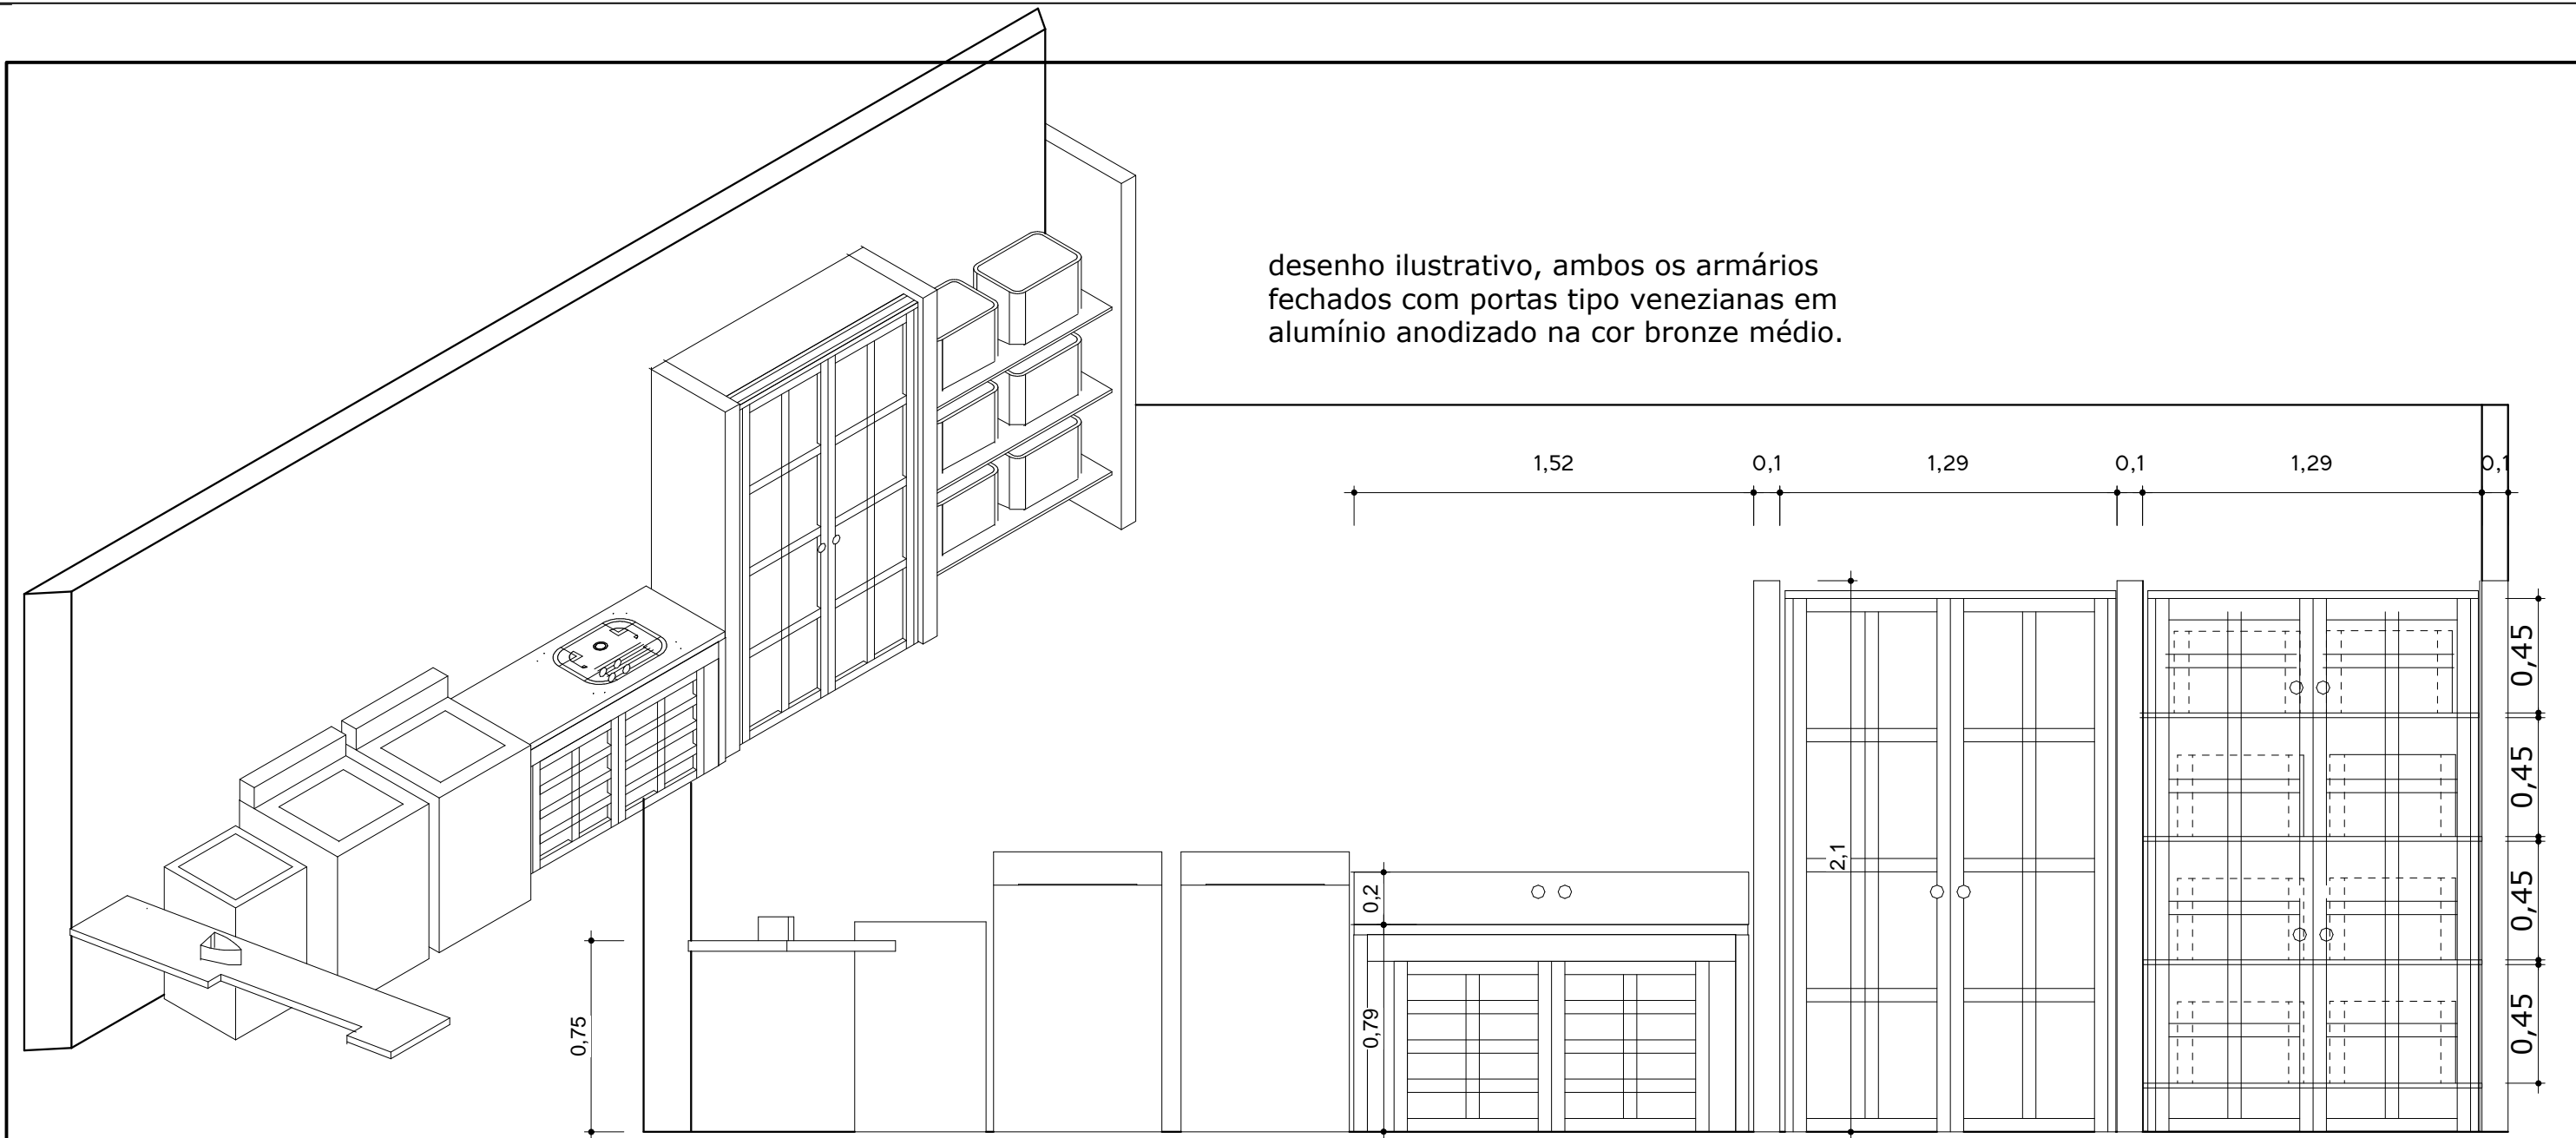 desenho ilustrativo, ambos os armários
fechados com portas tipo venezianas em
alumínio anodizado na cor bronze médio.
1,52 0,1 1,29 0,1 1,29 0,1
0,45
0,45
0,45
0,45
2,1
0,2
0,79
0,75